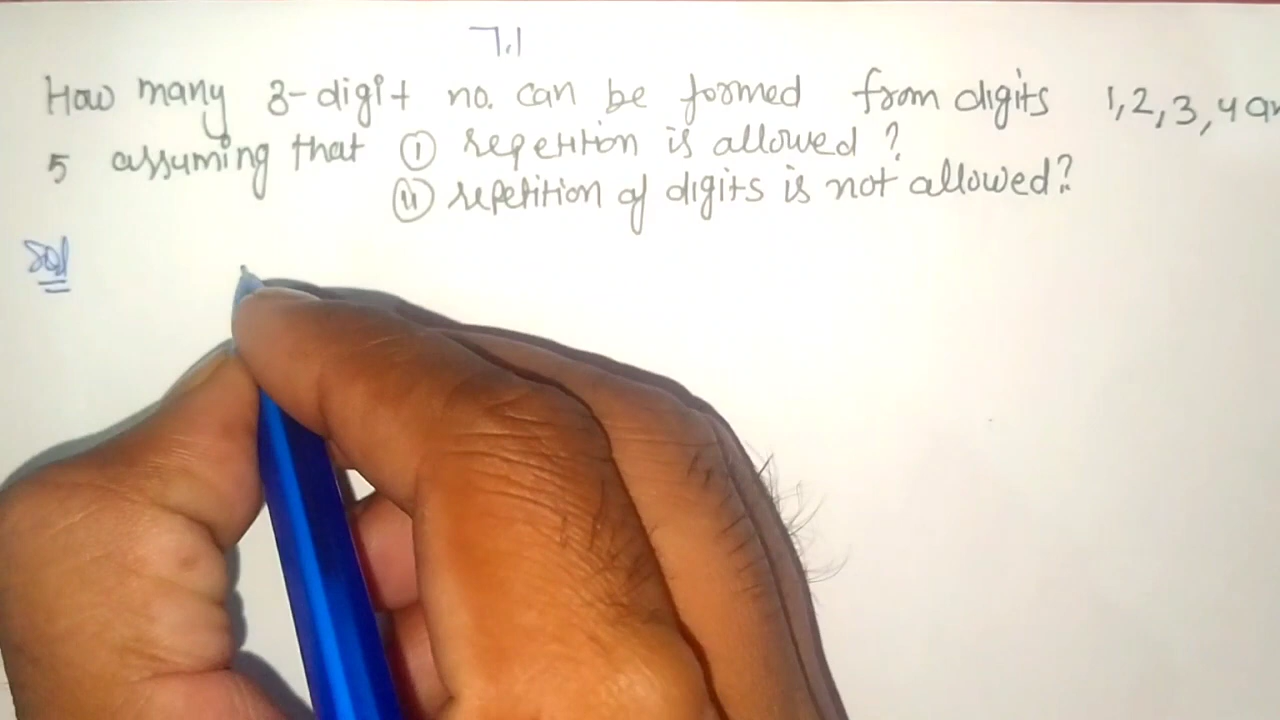 7.1
How many 3-digit no. can be formed from digits 1,2,3,4 an
5 assuming that (i) repetition is allowed ?
(ii) repetition of digits is not allowed?
Sol